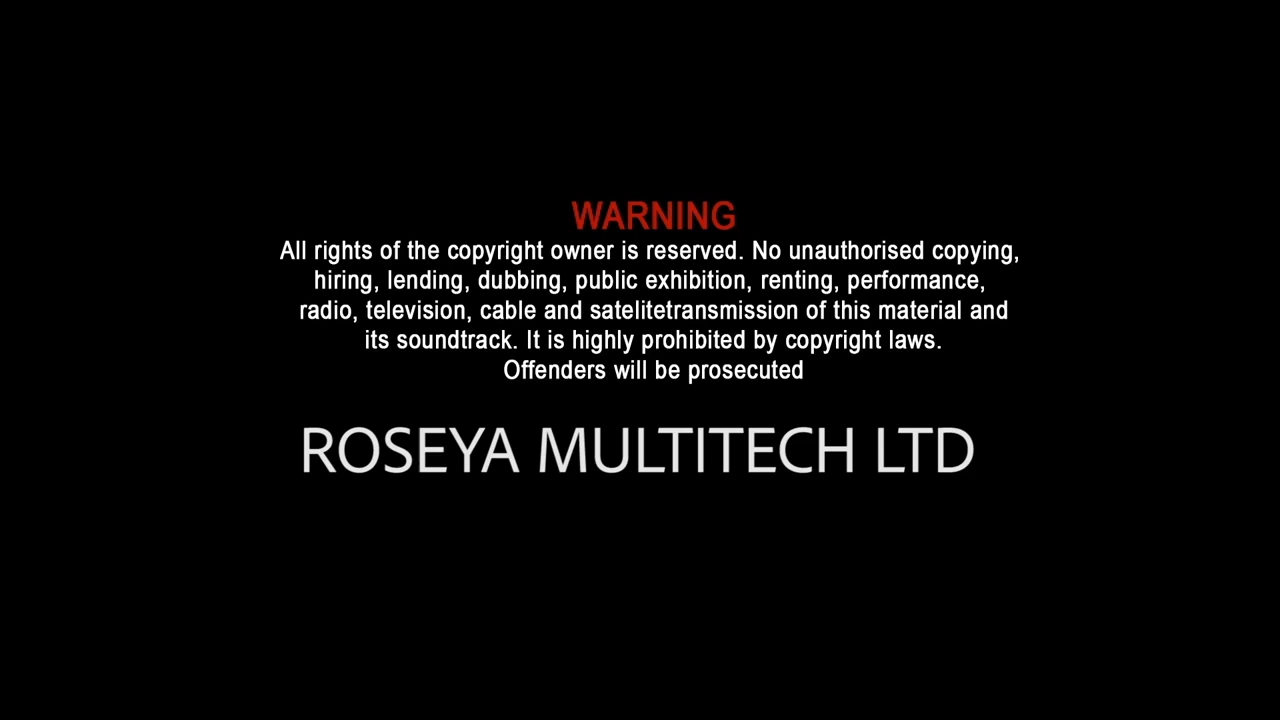 WARNING
All rights of the copyright owner is reserved. No unauthorised copying,
hiring, lending, dubbing, public exhibition, renting, performance,
radio, television, cable and satelitetransmission of this material and
its soundtrack. It is highly prohibited by copyright laws.
Offenders will be prosecuted
ROSEYA MULTITECH LTD